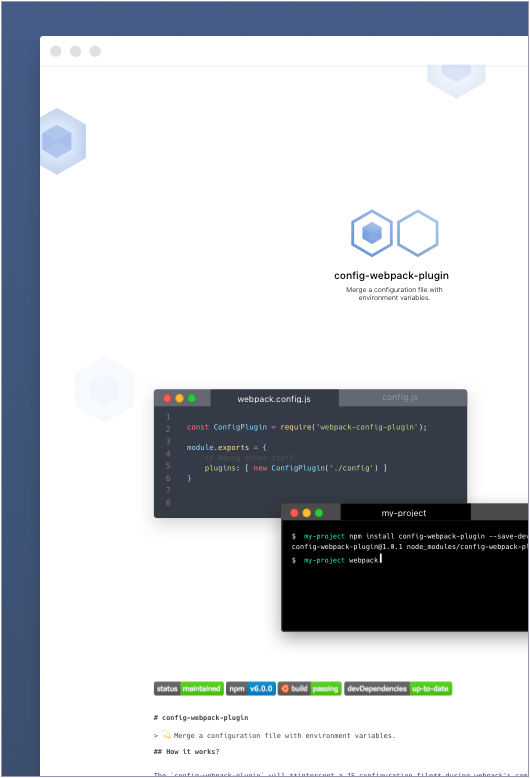 config-webpack-plugin
Merge a configuration file with
environment variables.
webpack.config.js
config.js
1
2 const ConfigPlugin = require('webpack-config-plugin');
3
4 module.exports = {
5 // Among other stuff...
6 plugins: [ new ConfigPlugin('./config') ]
7 }
8
my-project
$ my-project npm install config-webpack-plugin --save-dev
config-webpack-plugin@1.0.1 node_modules/config-webpack-pl
$ my-project webpack
status maintained npm v6.0.0 build passing devDependencies up-to-date
# config-webpack-plugin
> 💫 Merge a configuration file with environment variables.
## How it works?
The `config-webpack-plugin` will **intercept a JS configuration file** during webpack's com